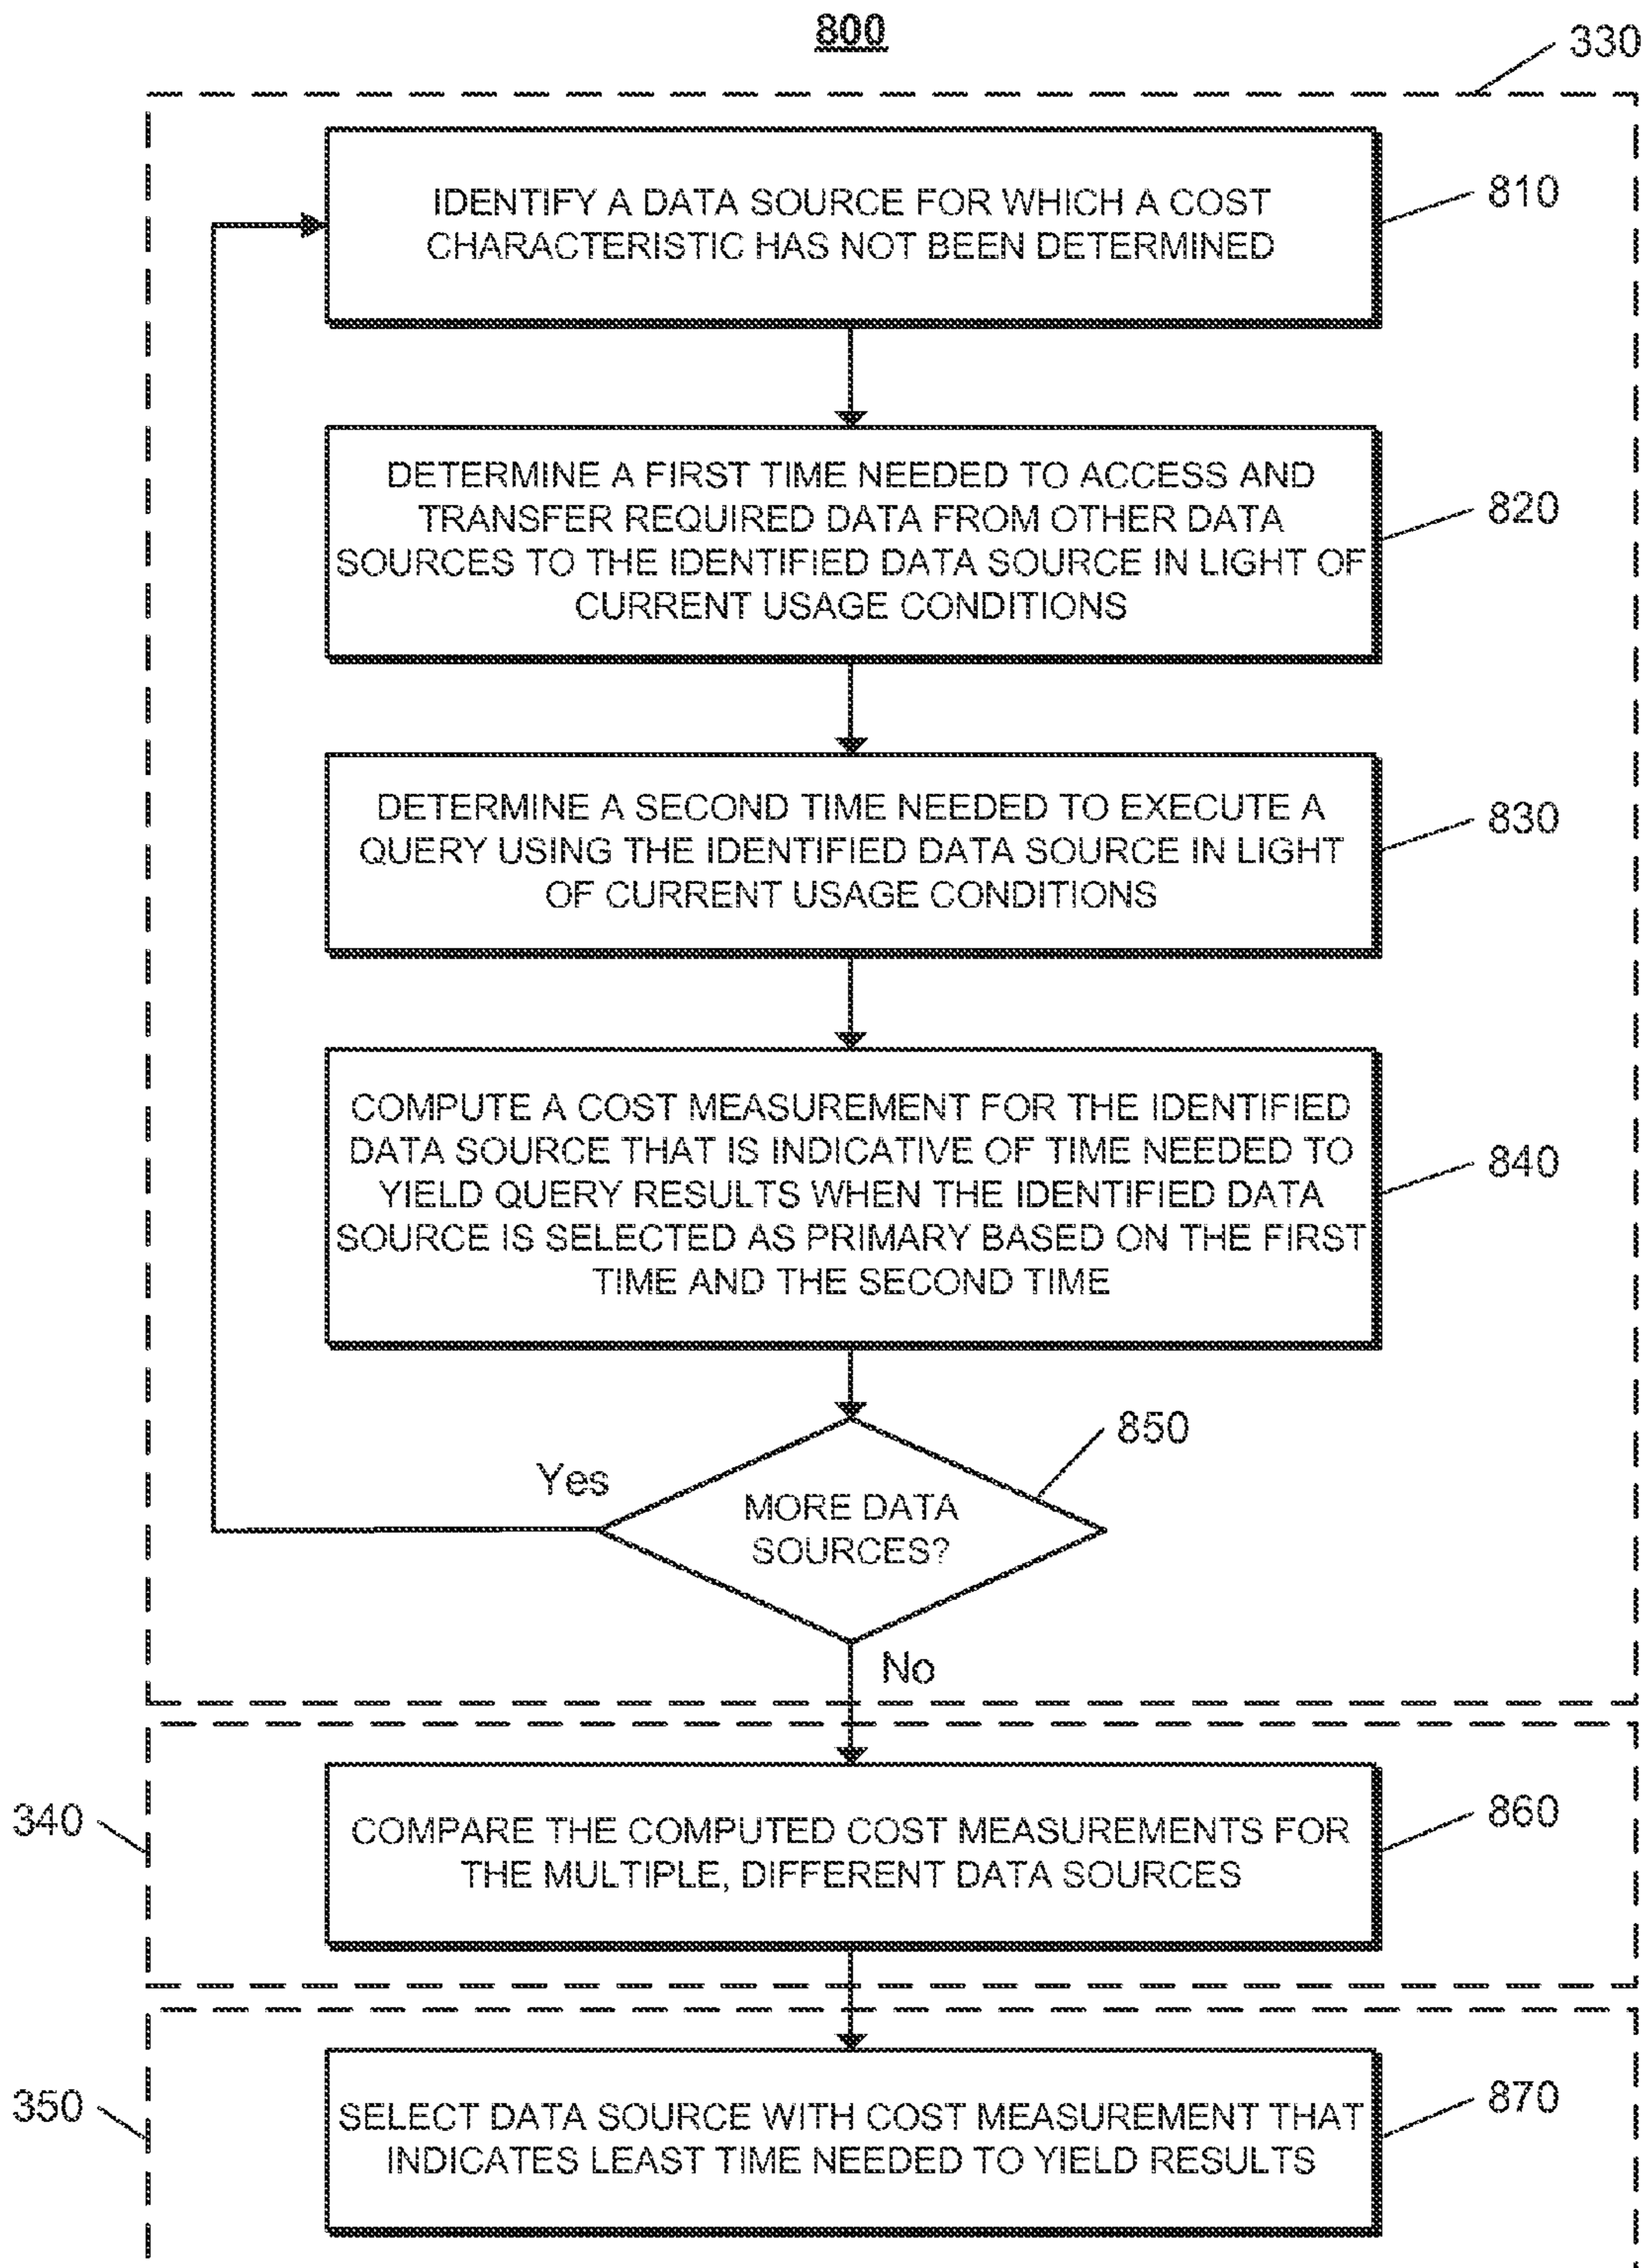 800
330
IDENTIFY A DATA SOURCE FOR WHICH A COST
CHARACTERISTIC HAS NOT BEEN DETERMINED
810
DETERMINE A FIRST TIME NEEDED TO ACCESS AND
TRANSFER REQUIRED DATA FROM OTHER DATA
SOURCES TO THE IDENTIFIED DATA SOURCE IN LIGHT OF
CURRENT USAGE CONDITIONS
820
DETERMINE A SECOND TIME NEEDED TO EXECUTE A
QUERY USING THE IDENTIFIED DATA SOURCE IN LIGHT
OF CURRENT USAGE CONDITIONS
830
COMPUTE A COST MEASUREMENT FOR THE IDENTIFIED
DATA SOURCE THAT IS INDICATIVE OF TIME NEEDED TO
YIELD QUERY RESULTS WHEN THE IDENTIFIED DATA
SOURCE IS SELECTED AS PRIMARY BASED ON THE FIRST
TIME AND THE SECOND TIME
840
850
Yes
MORE DATA
SOURCES?
No
340
COMPARE THE COMPUTED COST MEASUREMENTS FOR
THE MULTIPLE, DIFFERENT DATA SOURCES
860
350
SELECT DATA SOURCE WITH COST MEASUREMENT THAT
INDICATES LEAST TIME NEEDED TO YIELD RESULTS
870